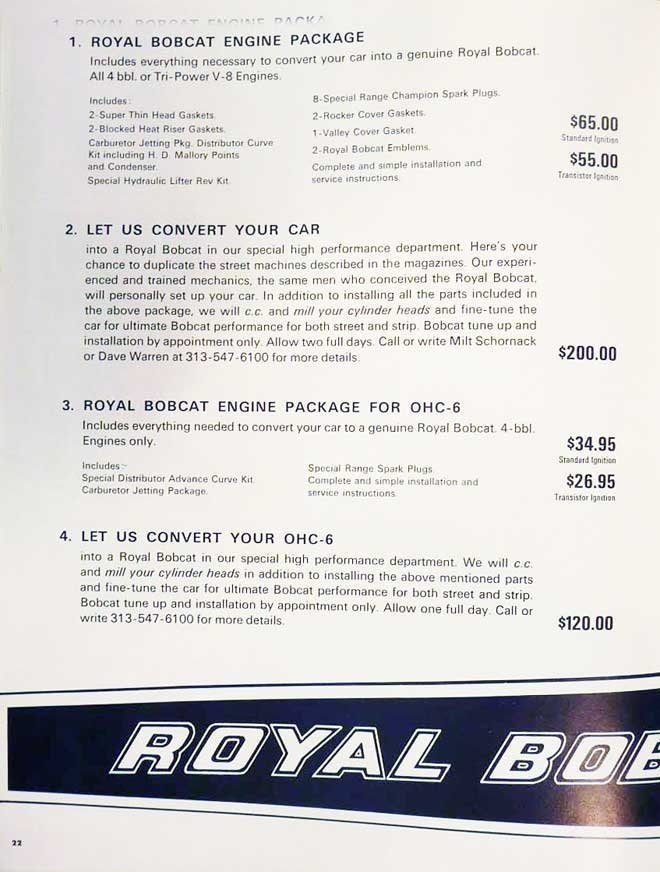 1. ROYAL BOBCAT ENGINE PACKA
1. ROYAL BOBCAT ENGINE PACKAGE
Includes everything necessary to convert your car into a genuine Royal Bobcat.
All 4 bbl. or Tri-Power V-8 Engines.
Includes:
2-Super Thin Head Gaskets.
2-Blocked Heat Riser Gaskets.
Carburetor Jetting Pkg. Distributor Curve
Kit including H. D. Mallory Points
and Condenser.
Special Hydraulic Lifter Rev Kit.
8-Special Range Champion Spark Plugs.
2-Rocker Cover Gaskets.
1-Valley Cover Gasket.
2-Royal Bobcat Emblems.
Complete and simple installation and
service instructions.
$65.00
Standard Ignition
$55.00
Transistor Ignition
2. LET US CONVERT YOUR CAR
into a Royal Bobcat in our special high performance department. Here's your
chance to duplicate the street machines described in the magazines. Our experi-
enced and trained mechanics, the same men who conceived the Royal Bobcat,
will personally set up your car. In addition to installing all the parts included in
the above package, we will c.c. and mill your cylinder heads and fine-tune the
car for ultimate Bobcat performance for both street and strip. Bobcat tune up and
installation by appointment only. Allow two full days. Call or write Milt Schornack
or Dave Warren at 313-547-6100 for more details.
$200.00
3. ROYAL BOBCAT ENGINE PACKAGE FOR OHC-6
Includes everything needed to convert your car to a genuine Royal Bobcat. 4-bbl.
Engines only.
Includes:-
Special Distributor Advance Curve Kit.
Carburetor Jetting Package.
Special Range Spark Plugs.
Complete and simple installation and
service instructions.
$34.95
Standard Ignition
$26.95
Transistor Ignition
4. LET US CONVERT YOUR OHC-6
into a Royal Bobcat in our special high performance department. We will c.c.
and mill your cylinder heads in addition to installing the above mentioned parts
and fine-tune the car for ultimate Bobcat performance for both street and strip.
Bobcat tune up and installation by appointment only. Allow one full day. Call or
write 313-547-6100 for more details.
$120.00
ROYAL BOB
22